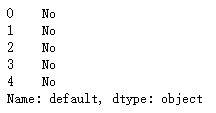 0    No
1    No
2    No
3    No
4    No
Name: default, dtype: object